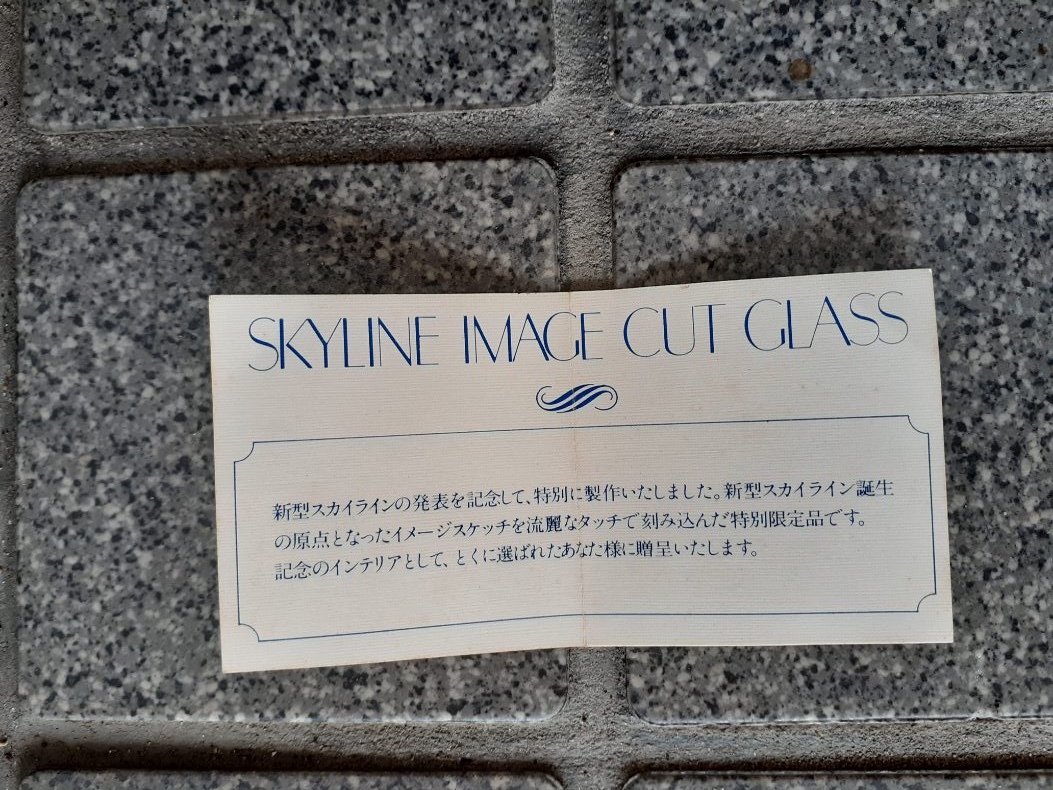 SKYLINE IMAGE CUT GLASS
新型スカイラインの発表を記念して、特別に製作いたしました。新型スカイライン誕生
の原点となったイメージスケッチを流麗なタッチで刻み込んだ特別限定品です。
記念のインテリアとして、とくに選ばれたあなた様に贈呈いたします。